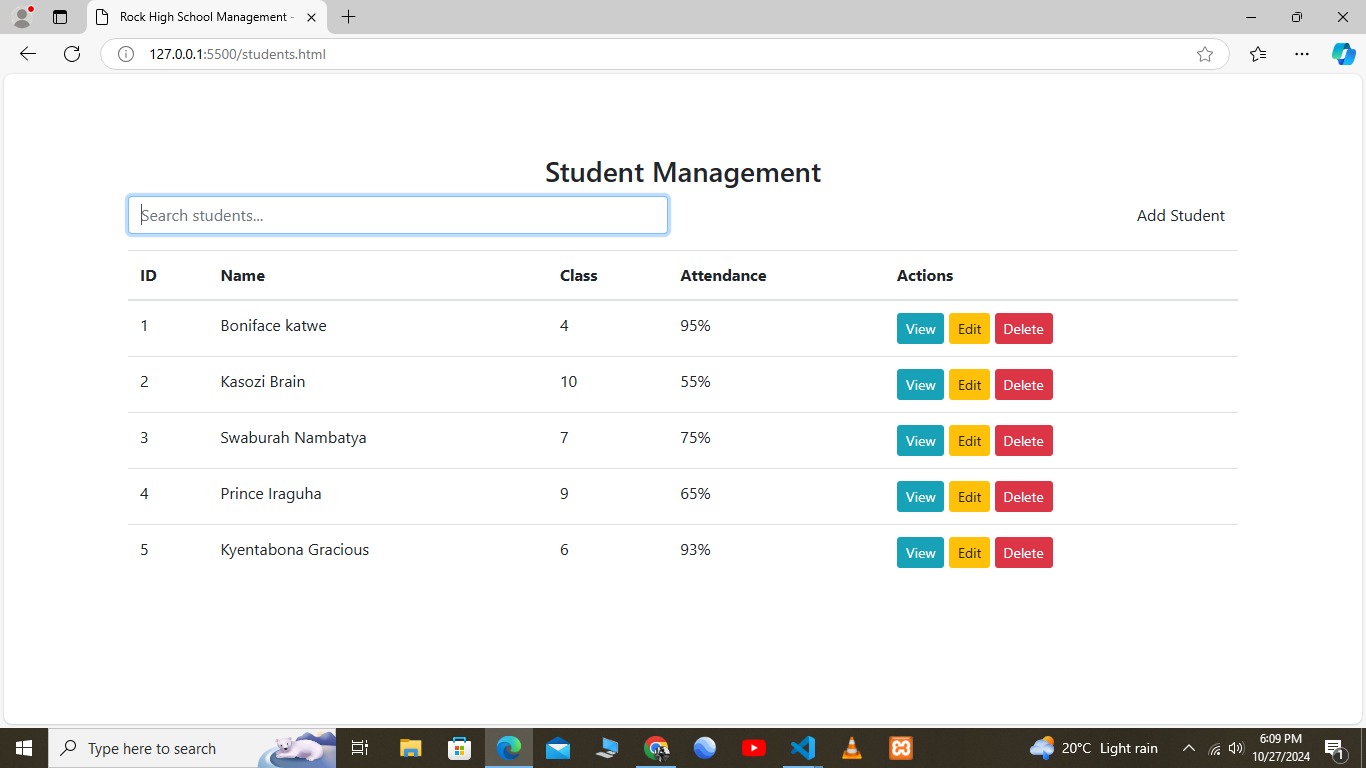 Rock High School Management -
127.0.0.1:5500/students.html
Student Management
Search students...
Add Student
ID Name Class Attendance Actions
1 Boniface katwe 4 95% View Edit Delete
2 Kasozi Brain 10 55% View Edit Delete
3 Swaburah Nambatya 7 75% View Edit Delete
4 Prince Iraguha 9 65% View Edit Delete
5 Kyentabona Gracious 6 93% View Edit Delete
Type here to search
20°C Light rain
6:09 PM
10/27/2024
1